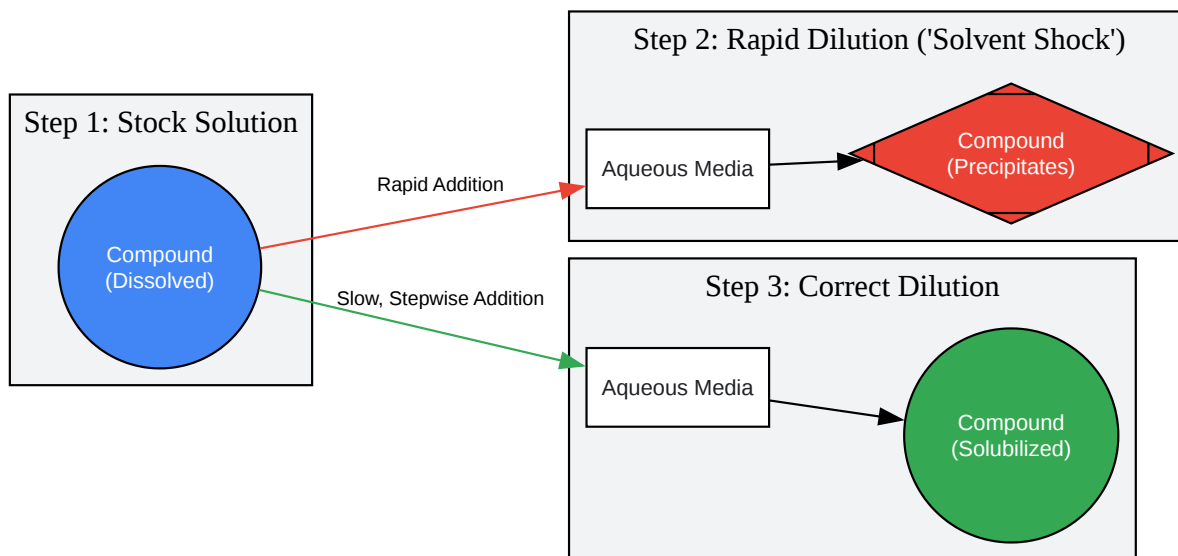 Step 1: Stock Solution
Compound
(Dissolved)
Rapid Addition
Slow, Stepwise Addition
Step 2: Rapid Dilution ('Solvent Shock')
Aqueous Media
Compound
(Precipitates)
Step 3: Correct Dilution
Aqueous Media
Compound
(Solubilized)